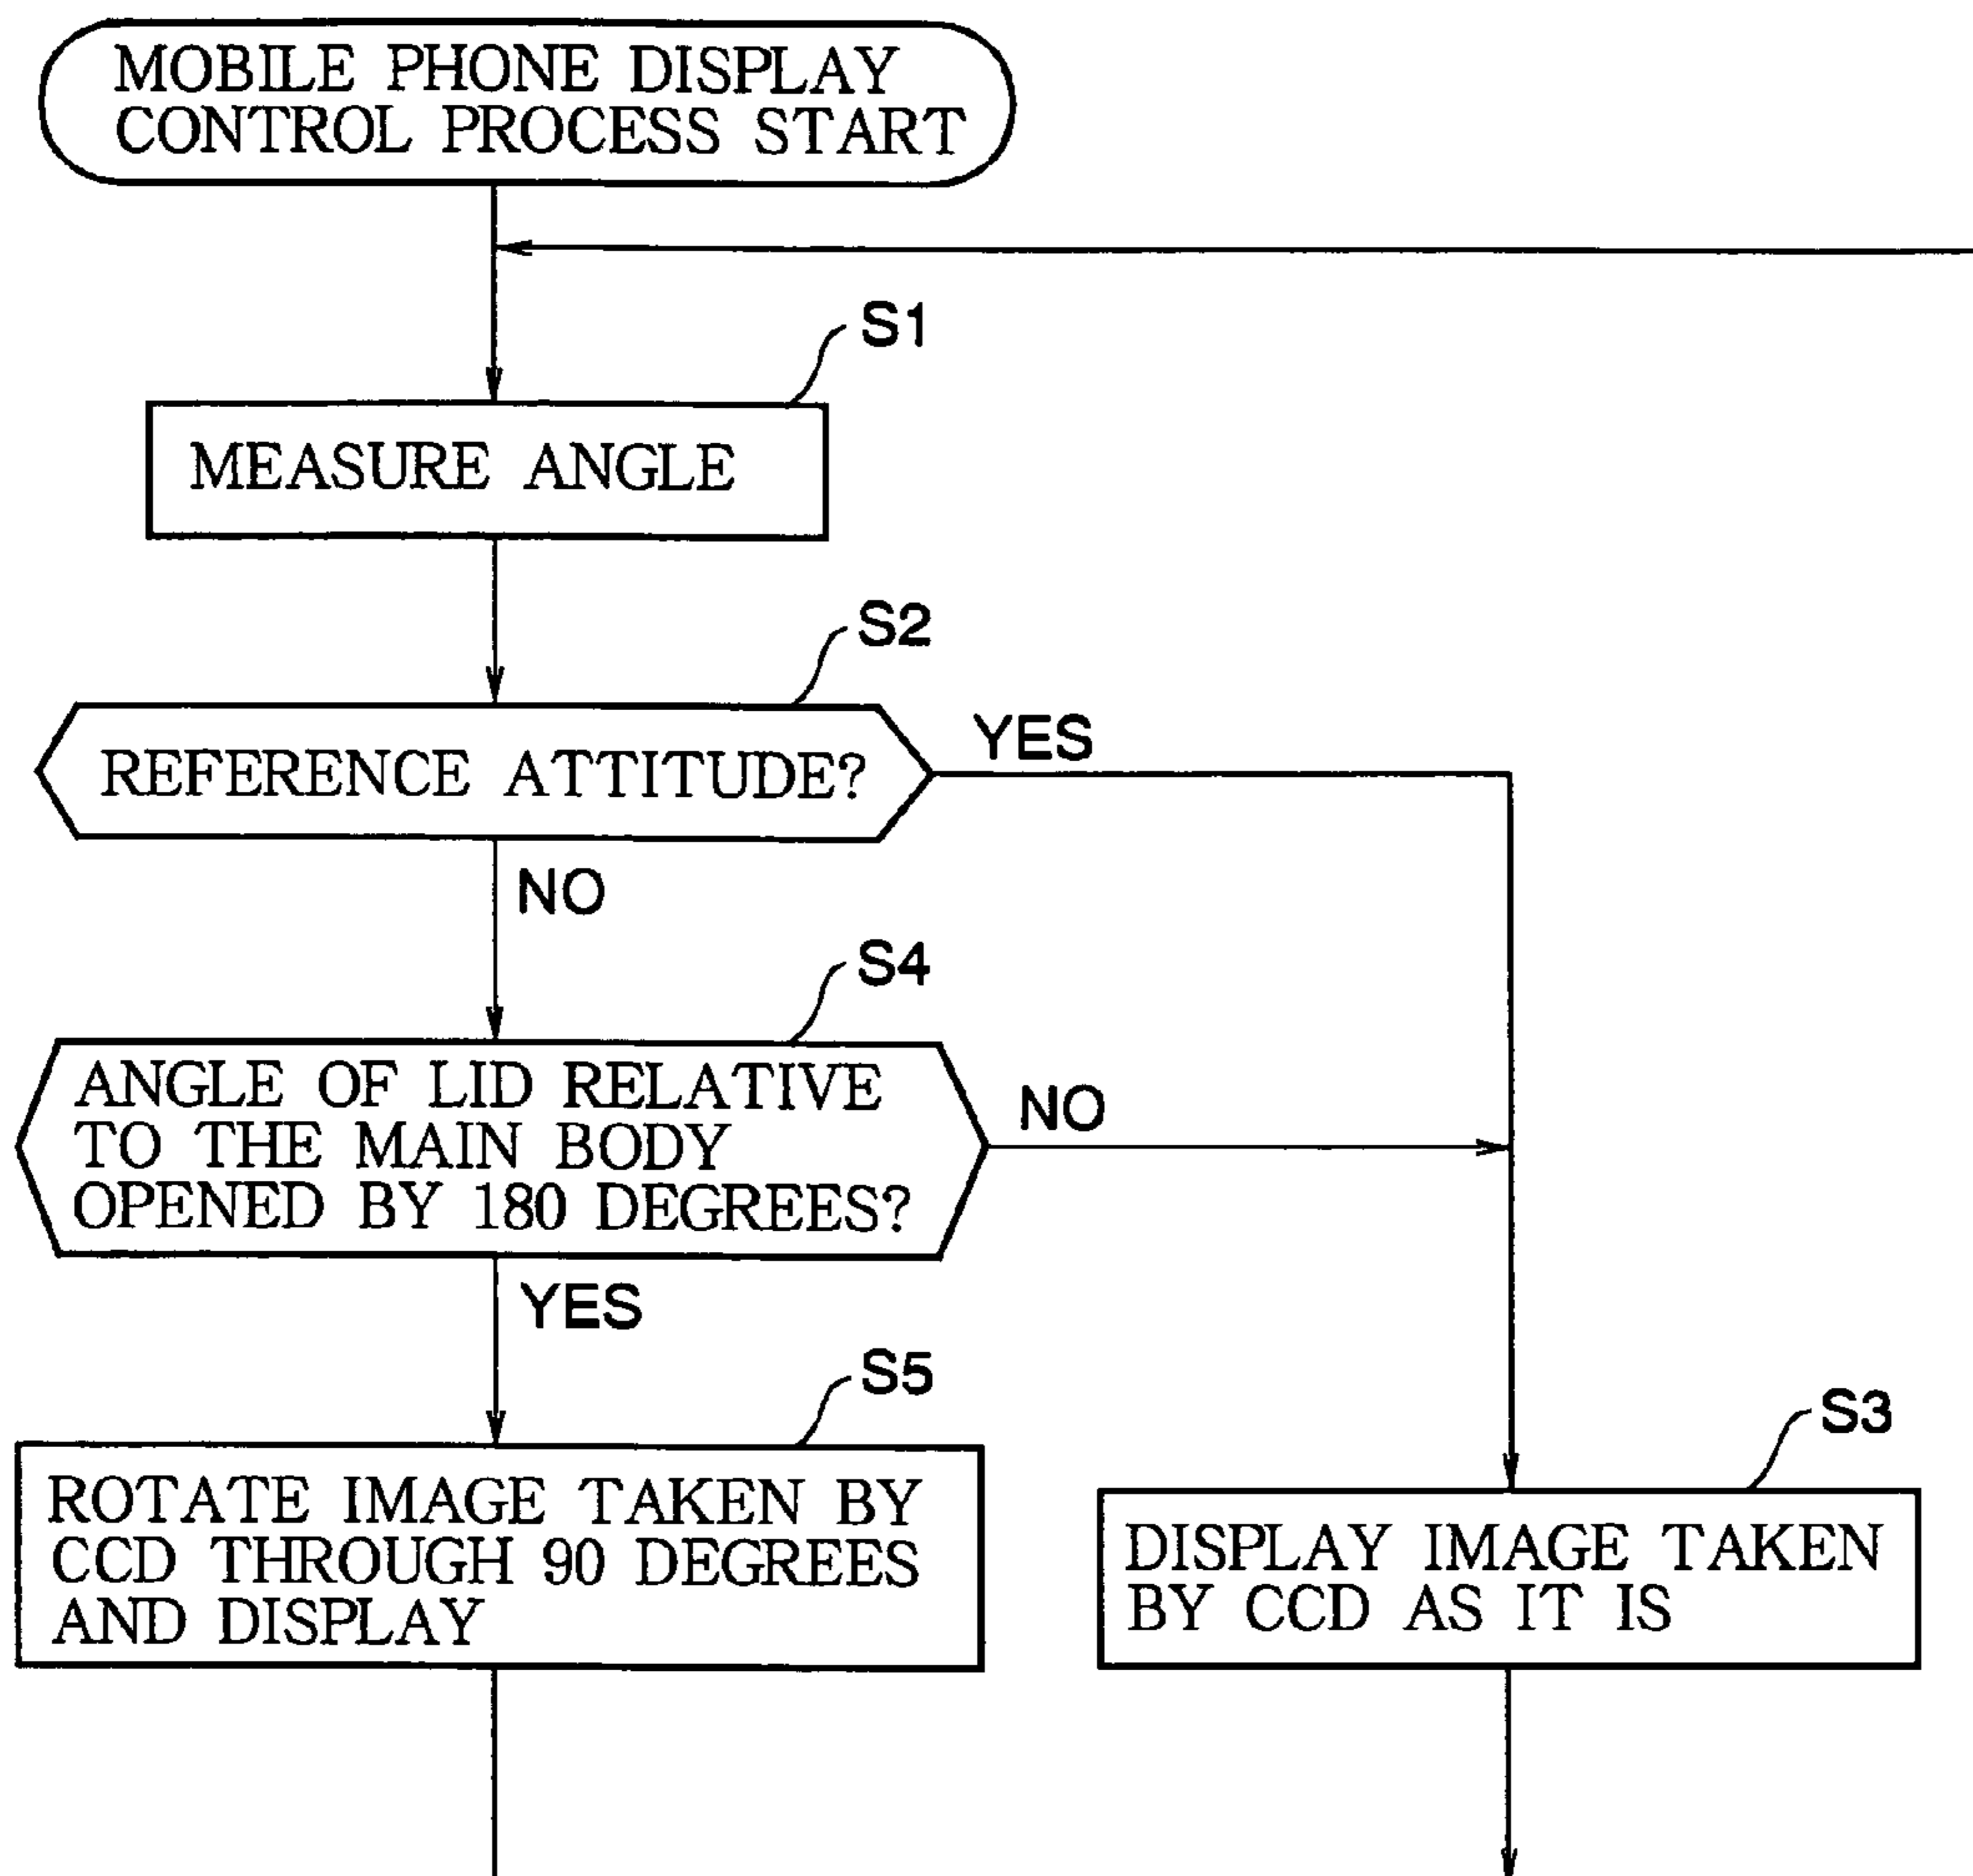 MOBILE PHONE DISPLAY
CONTROL PROCESS START
S1
MEASURE ANGLE
S2
REFERENCE ATTITUDE?
YES
NO
S4
ANGLE OF LID RELATIVE
TO THE MAIN BODY
OPENED BY 180 DEGREES?
NO
YES
S5
ROTATE IMAGE TAKEN BY
CCD THROUGH 90 DEGREES
AND DISPLAY
S3
DISPLAY IMAGE TAKEN
BY CCD AS IT IS